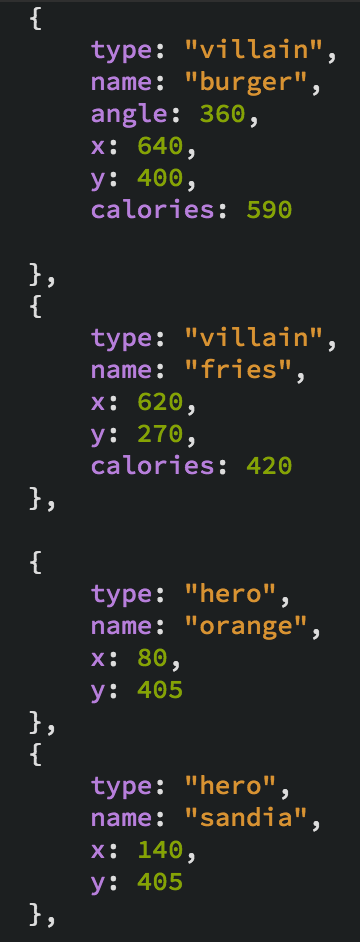 {
    type: "villain",
    name: "burger",
    angle: 360,
    x: 640,
    y: 400,
    calories: 590

},
{
    type: "villain",
    name: "fries",
    x: 620,
    y: 270,
    calories: 420
},

{
    type: "hero",
    name: "orange",
    x: 80,
    y: 405
},
{
    type: "hero",
    name: "sandia",
    x: 140,
    y: 405
},